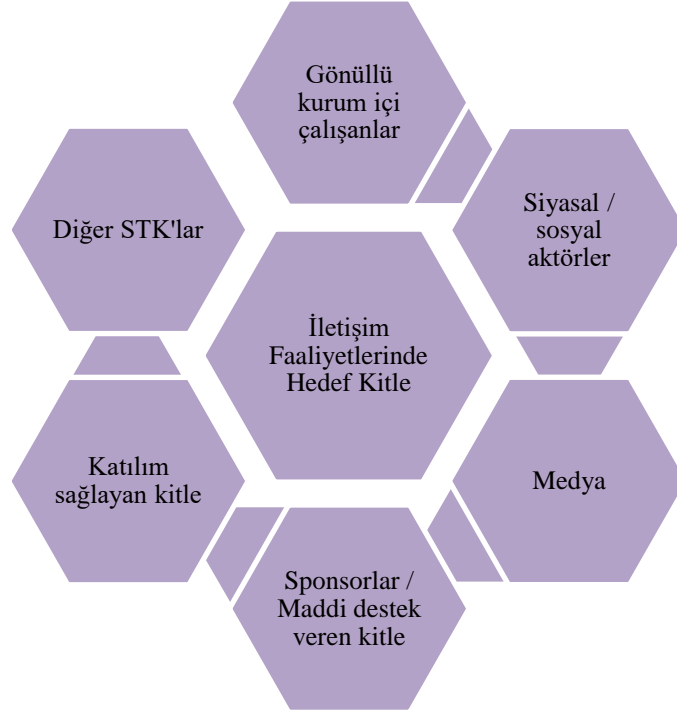 Gönüllü
kurum içi
çalışanlar
Siyasal /
sosyal
aktörler
Diğer STK'lar
İletişim
Faaliyetlerinde
Hedef Kitle
Katılım
sağlayan kitle
Medya
Sponsorlar /
Maddi destek
veren kitle